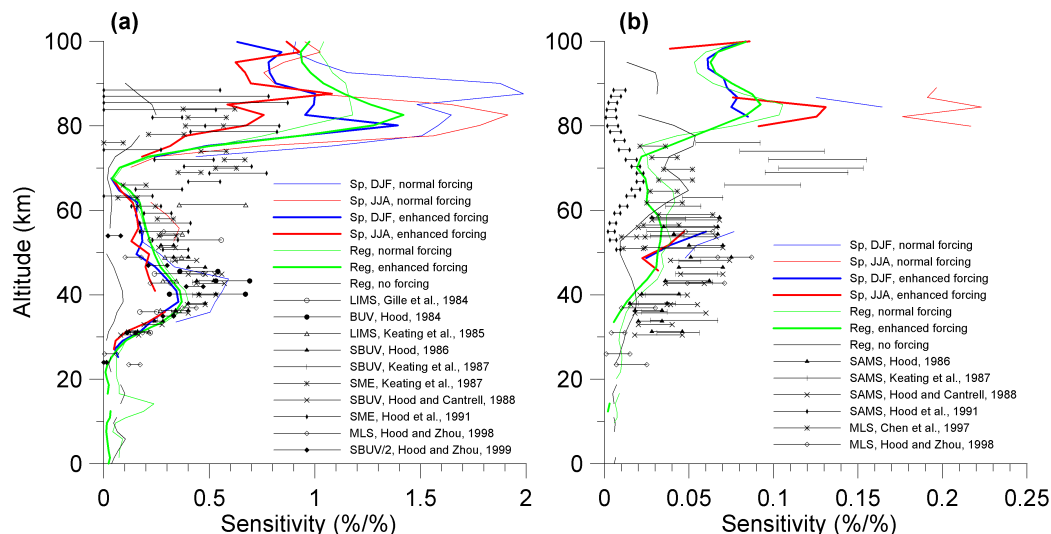 (a)
100
80
60
40
20
0
Altitude (km)
0
0.5
1
1.5
2
Sensitivity (%/%)
Sp, DJF, normal forcing
Sp, JJA, normal forcing
Sp, DJF, enhanced forcing
Sp, JJA, enhanced forcing
Reg, normal forcing
Reg, enhanced forcing
Reg, no forcing
LIMS, Gille et al., 1984
BUV, Hood, 1984
LIMS, Keating et al., 1985
SBUV, Hood, 1986
SBUV, Keating et al., 1987
SME, Keating et al., 1987
SBUV, Hood and Cantrell, 1988
SME, Hood et al., 1991
MLS, Hood and Zhou, 1998
SBUV/2, Hood and Zhou, 1999
(b)
100
80
60
40
20
0
0
0.05
0.1
0.15
0.2
0.25
Sensitivity (%/%)
Sp, DJF, normal forcing
Sp, JJA, normal forcing
Sp, DJF, enhanced forcing
Sp, JJA, enhanced forcing
Reg, normal forcing
Reg, enhanced forcing
Reg, no forcing
SAMS, Hood, 1986
SAMS, Keating et al., 1987
SAMS, Hood and Cantrell, 1988
SAMS, Hood et al., 1991
MLS, Chen et al., 1997
MLS, Hood and Zhou, 1998